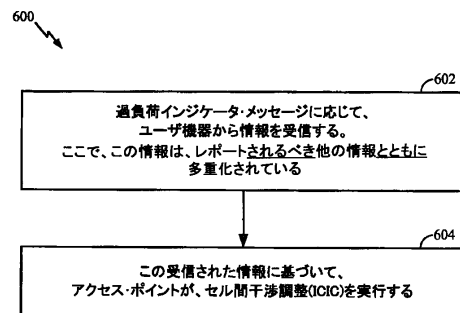 600
602
過負荷インジケータ・メッセージに応じて、
ユーザ機器から情報を受信する。
ここで、この情報は、レポートされるべき他の情報とともに
多重化されている
604
この受信された情報に基づいて、
アクセス・ポイントが、セル間干渉調整(ICIC)を実行する